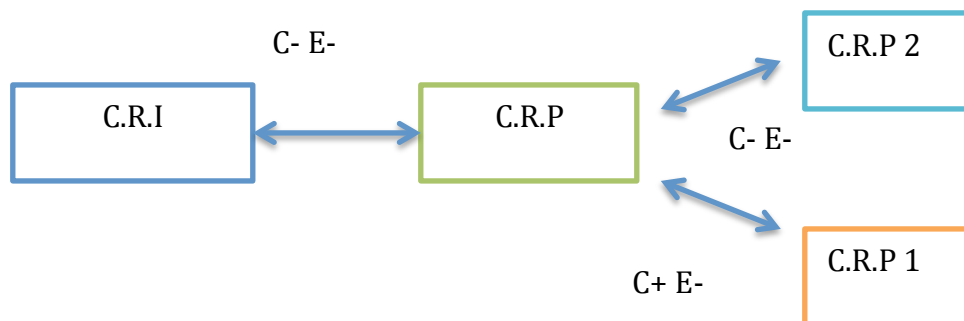 C- E-
C.R.P 2
C.R.I
C.R.P
C- E-
C.R.P 1
C+ E-